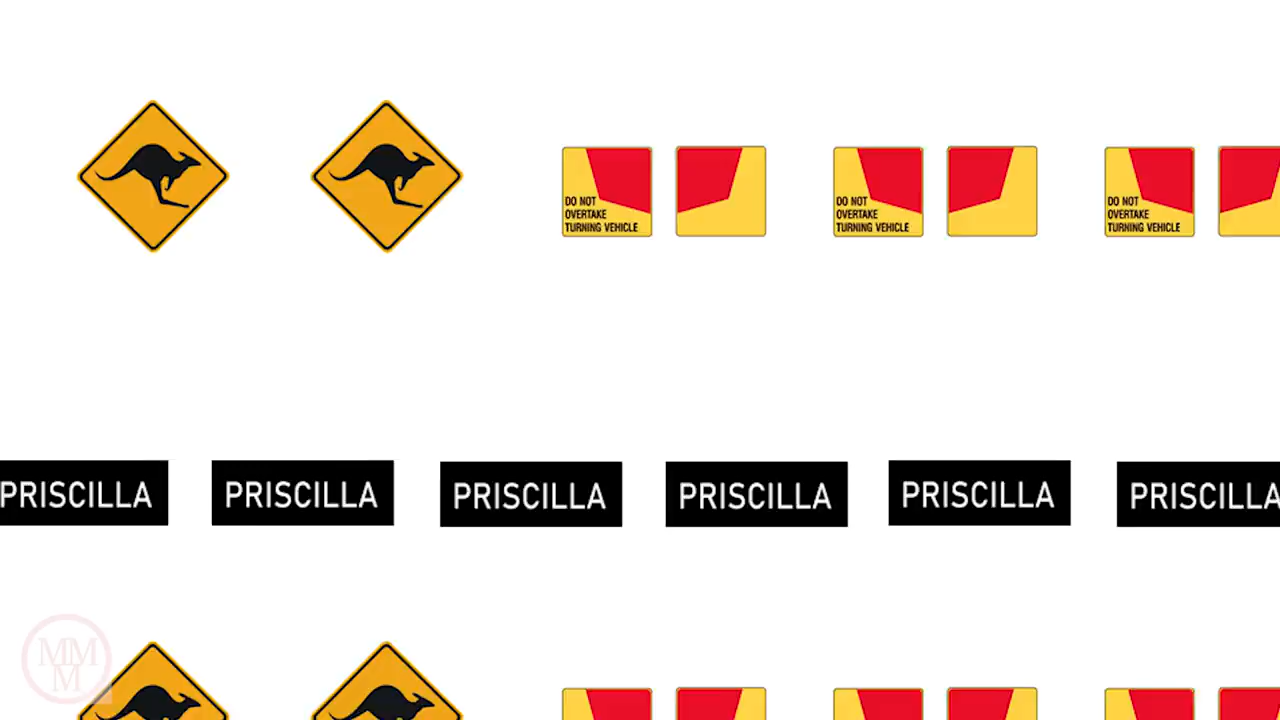 DO NOT
OVERTAKE
TURNING VEHICLE
DO NOT
OVERTAKE
TURNING VEHICLE
DO NOT
OVERTAKE
TURNING VEHICLE
PRISCILLA
PRISCILLA
PRISCILLA
PRISCILLA
PRISCILLA
PRISCILLA
MMM
M